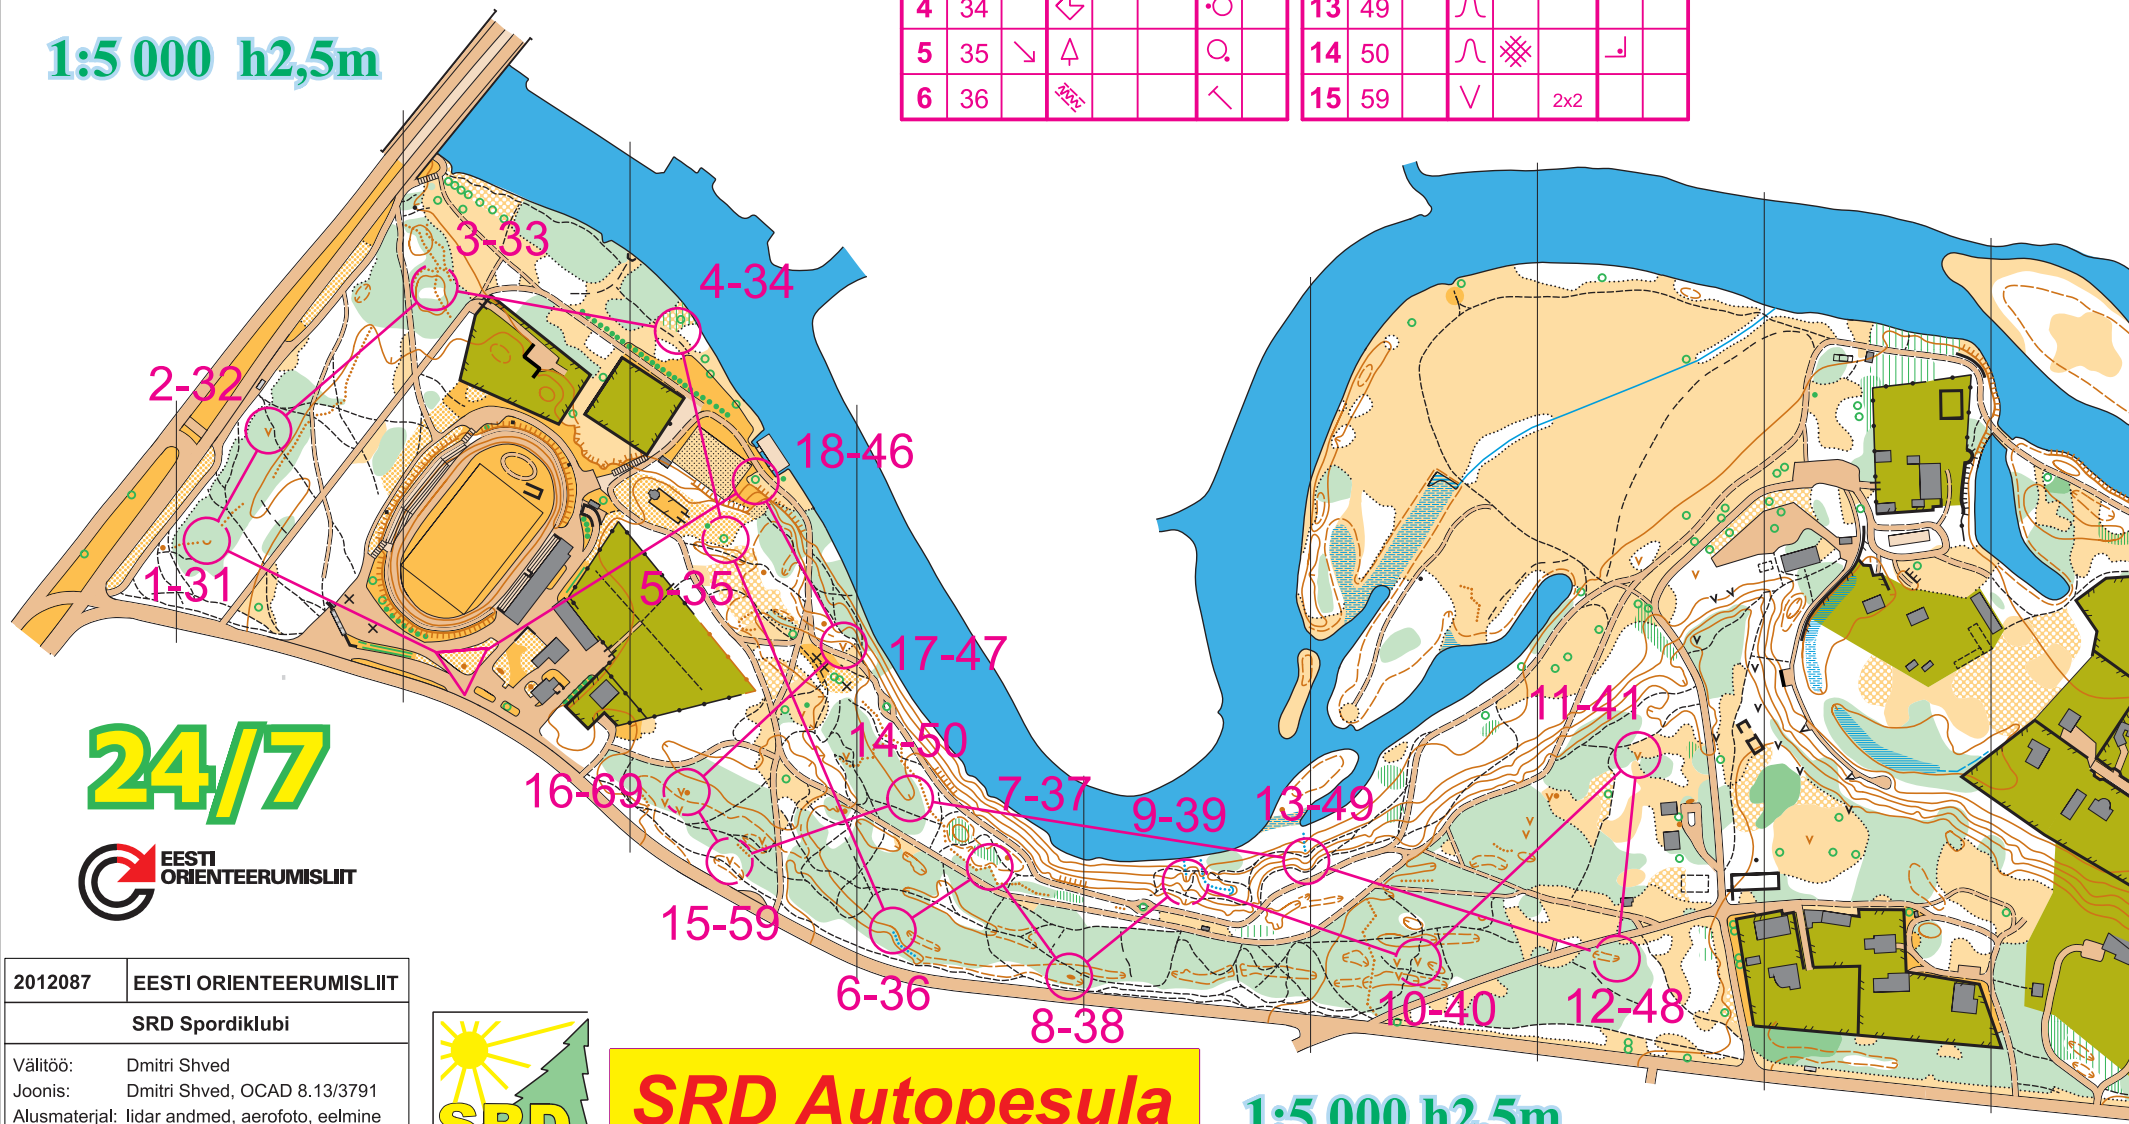 1:5 000 h2,5m
4 34
5 35
6 36
13 49
14 50
15 59 2x2
3-33
4-34
2-32
18-46
1-31
5-35
17-47
11-41
14-50
16-69
7-37
9-39
13-49
15-59
6-36
8-38
10-40
12-48
24/7
EESTI
ORIENTEERUMISLIIT
2012087 EESTI ORIENTEERUMISLIIT
SRD Spordiklubi
Välitöö: Dmitri Shved
Joonis: Dmitri Shved, OCAD 8.13/3791
Alusmaterjal: lidar andmed, aerofoto, eelmine
SRD
SRD Autopesula
1:5 000 h2,5m